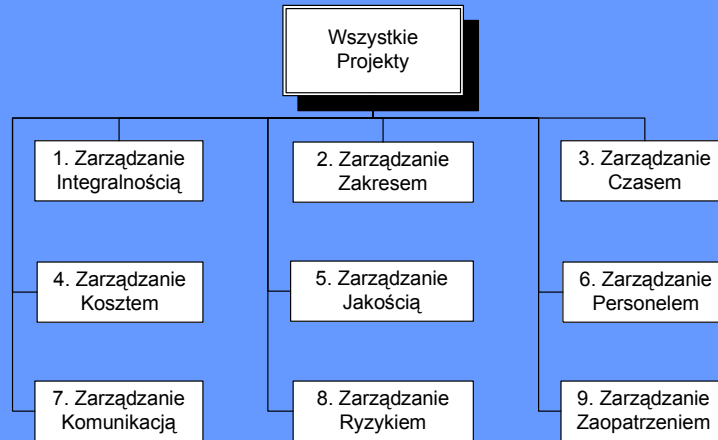 Wszystkie
Projekty
1. Zarządzanie
Integralnością
2. Zarządzanie
Zakresem
3. Zarządzanie
Czasem
4. Zarządzanie
Kosztem
5. Zarządzanie
Jakością
6. Zarządzanie
Personelem
7. Zarządzanie
Komunikacją
8. Zarządzanie
Ryzykiem
9. Zarządzanie
Zaopatrzeniem